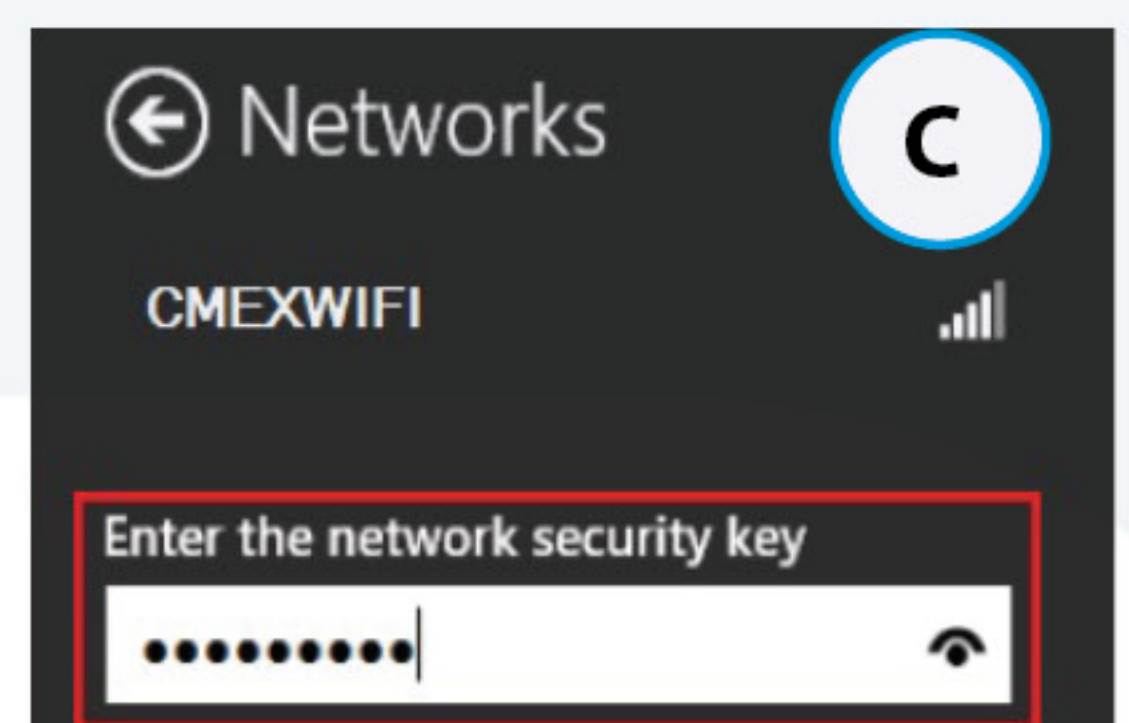 Networks
C
CMEXWIFI
Enter the network security key
•••••••••